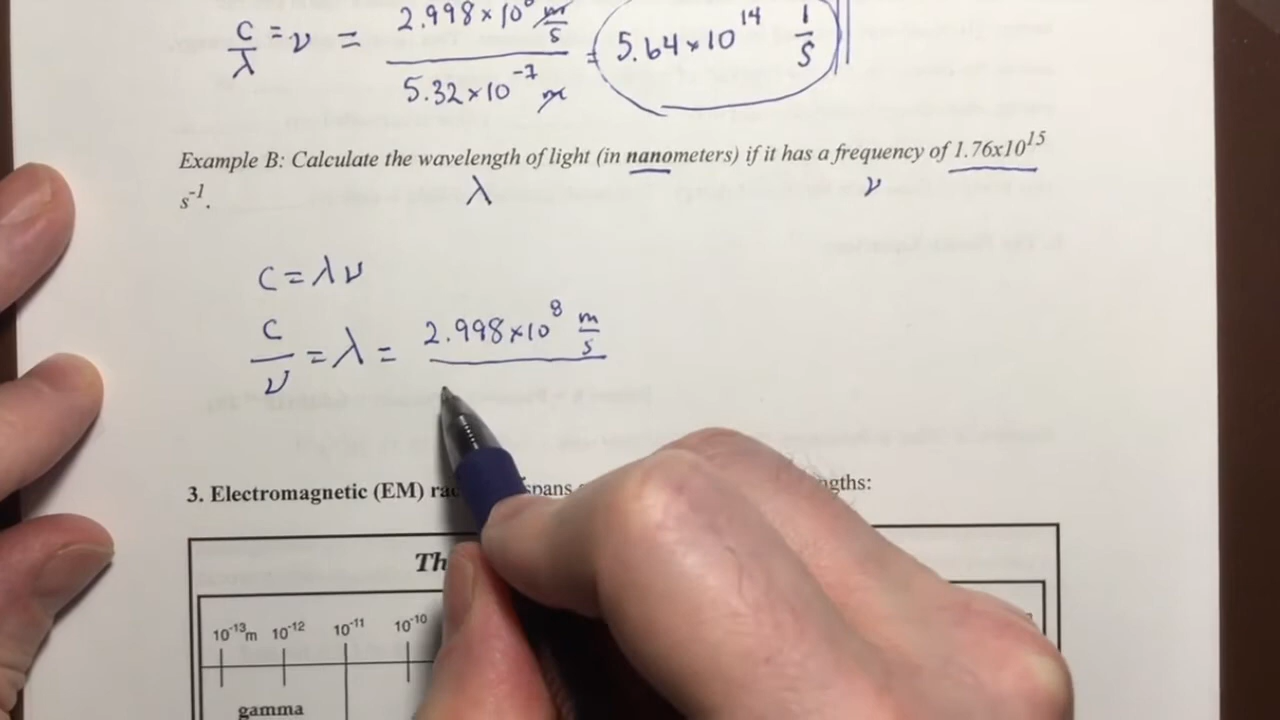 c/λ = ν = 2.998×10⁸ m/s / 5.32×10⁻⁷ m = 5.64×10¹⁴ 1/s
Example B: Calculate the wavelength of light (in nanometers) if it has a frequency of 1.76x10¹⁵
λ ν
s⁻¹.
c = λν
c/ν = λ = 2.998×10⁸ m/s
3. Electromagnetic (EM) spans
Th
10⁻¹³m 10⁻¹² 10⁻¹¹ 10⁻¹⁰
gamma